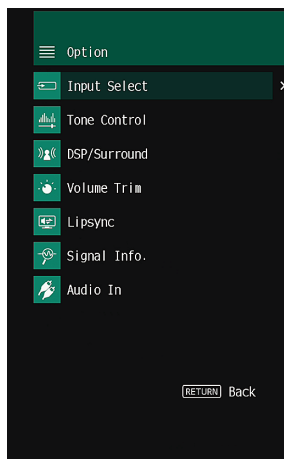 Option
Input Select
Tone Control
DSP/Surround
Volume Trim
Lipsync
Signal Info.
Audio In
RETURN Back